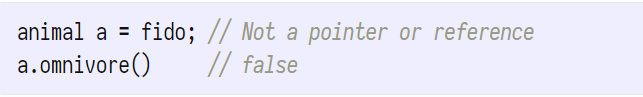 animal a = fido; // Not a pointer or reference
a.omnivore()     // false